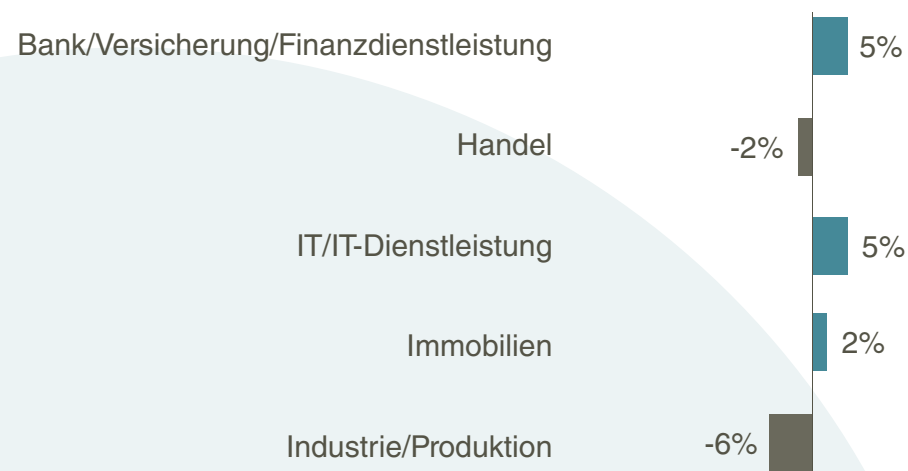 Bank/Versicherung/Finanzdienstleistung 5%
Handel -2%
IT/IT-Dienstleistung 5%
Immobilien 2%
Industrie/Produktion -6%